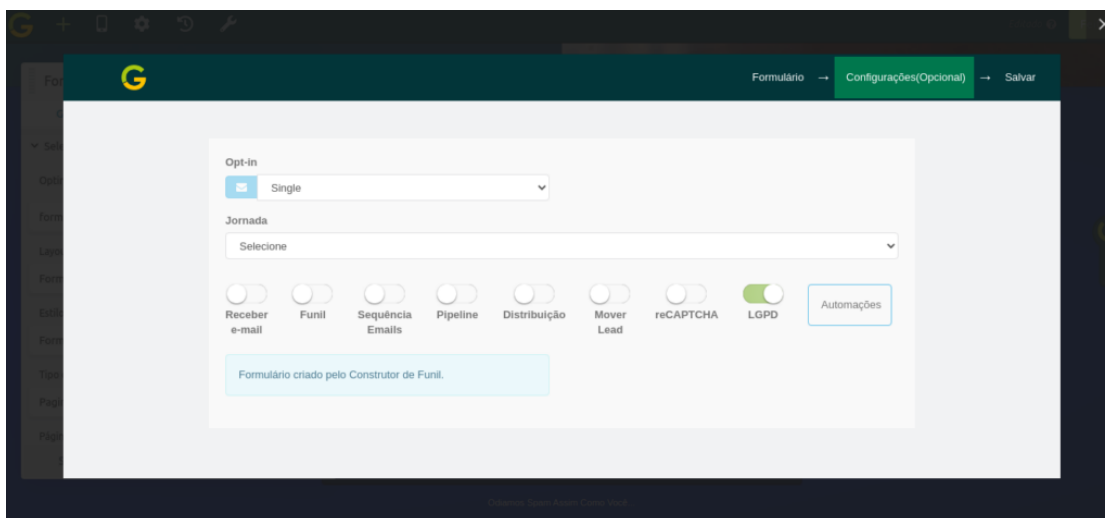 Formulário → Configurações(Opcional) → Salvar
Opt-in
Single
Jornada
Selecione
Receber e-mail
Funil
Sequência Emails
Pipeline
Distribuição
Mover Lead
reCAPTCHA
LGPD
Automações
Formulário criado pelo Construtor de Funil.